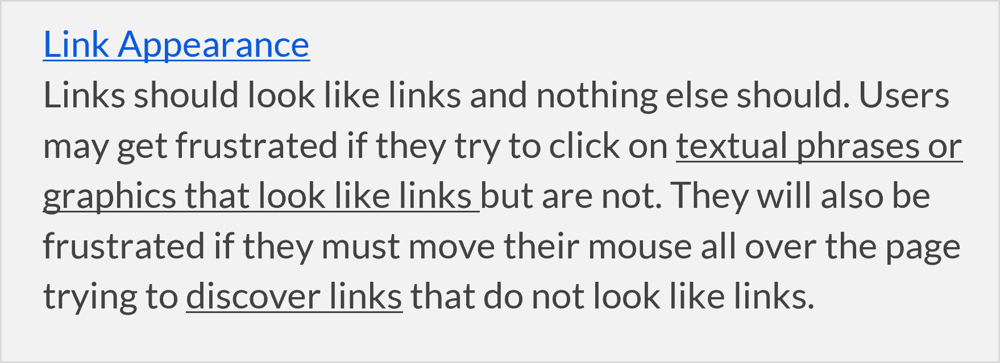 Link Appearance
Links should look like links and nothing else should. Users
may get frustrated if they try to click on textual phrases or
graphics that look like links but are not. They will also be
frustrated if they must move their mouse all over the page
trying to discover links that do not look like links.